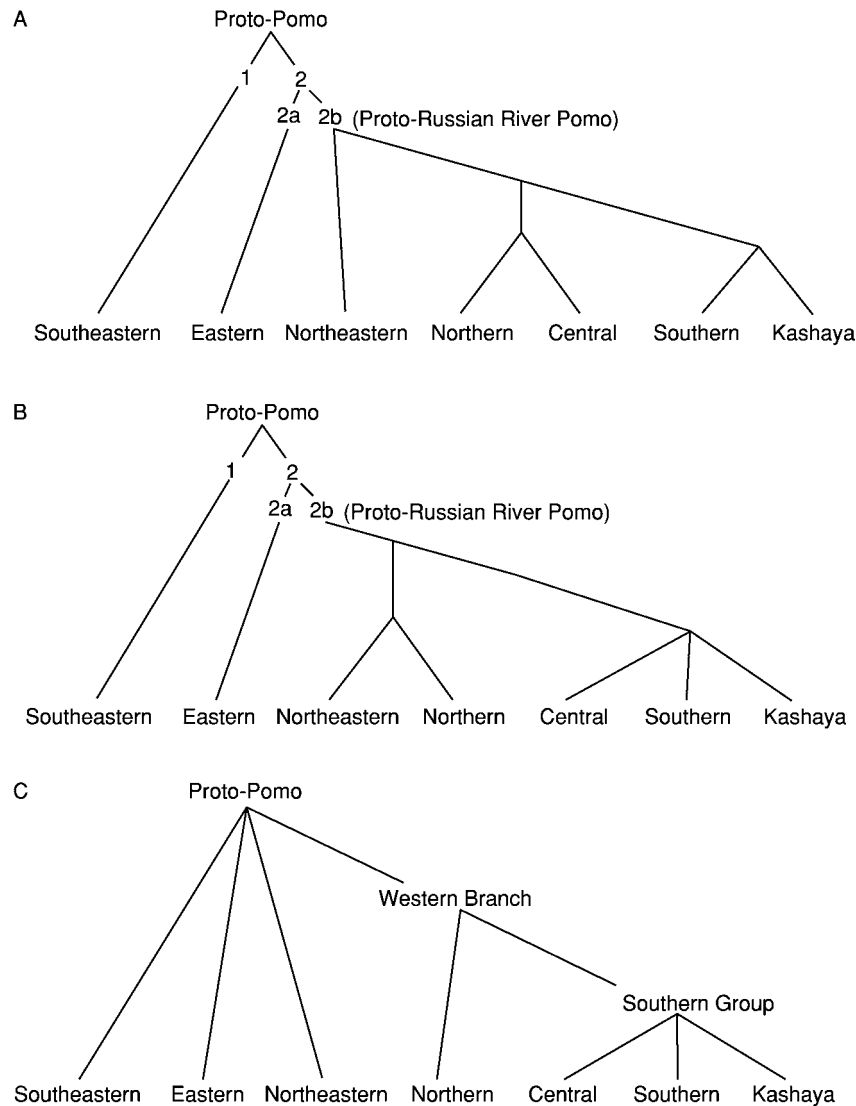 A
Proto-Pomo
1 2
2a 2b (Proto-Russian River Pomo)
Southeastern Eastern Northeastern Northern Central Southern Kashaya
B
Proto-Pomo
1 2
2a 2b (Proto-Russian River Pomo)
Southeastern Eastern Northeastern Northern Central Southern Kashaya
C
Proto-Pomo
Western Branch
Southern Group
Southeastern Eastern Northeastern Northern Central Southern Kashaya